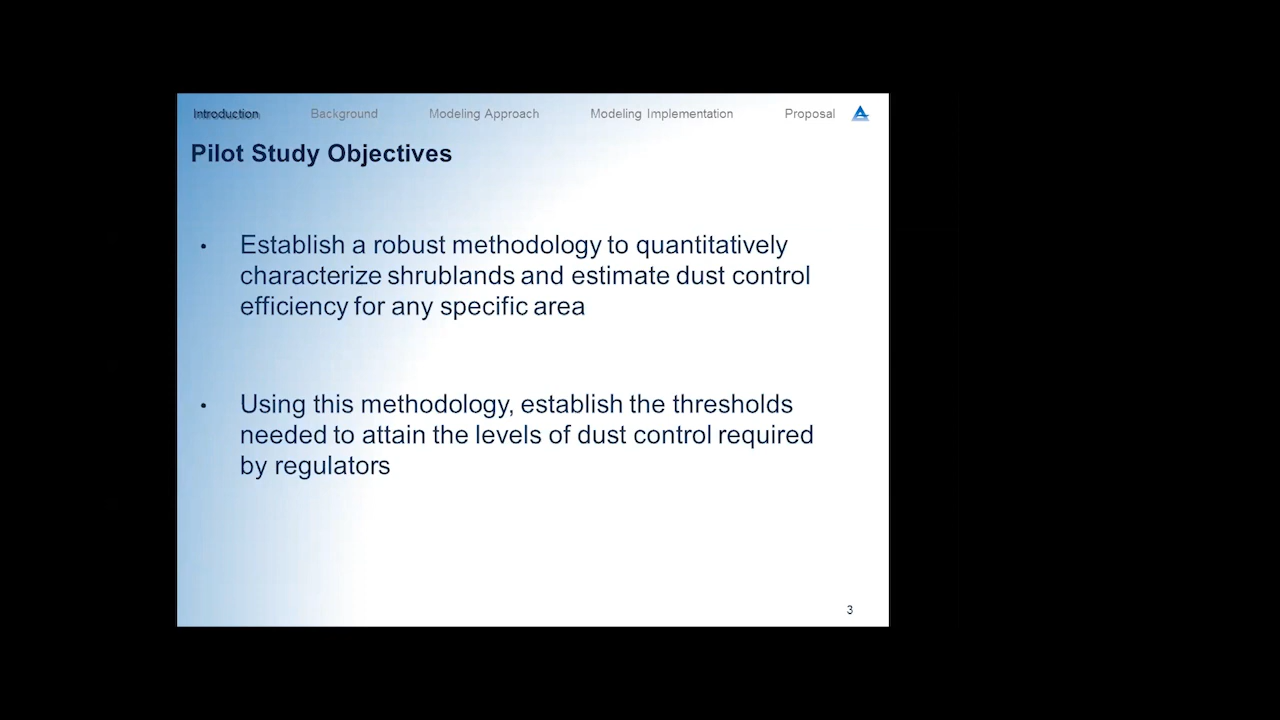 Introduction Background Modeling Approach Modeling Implementation Proposal
Pilot Study Objectives
• Establish a robust methodology to quantitatively
characterize shrublands and estimate dust control
efficiency for any specific area
• Using this methodology, establish the thresholds
needed to attain the levels of dust control required
by regulators
3